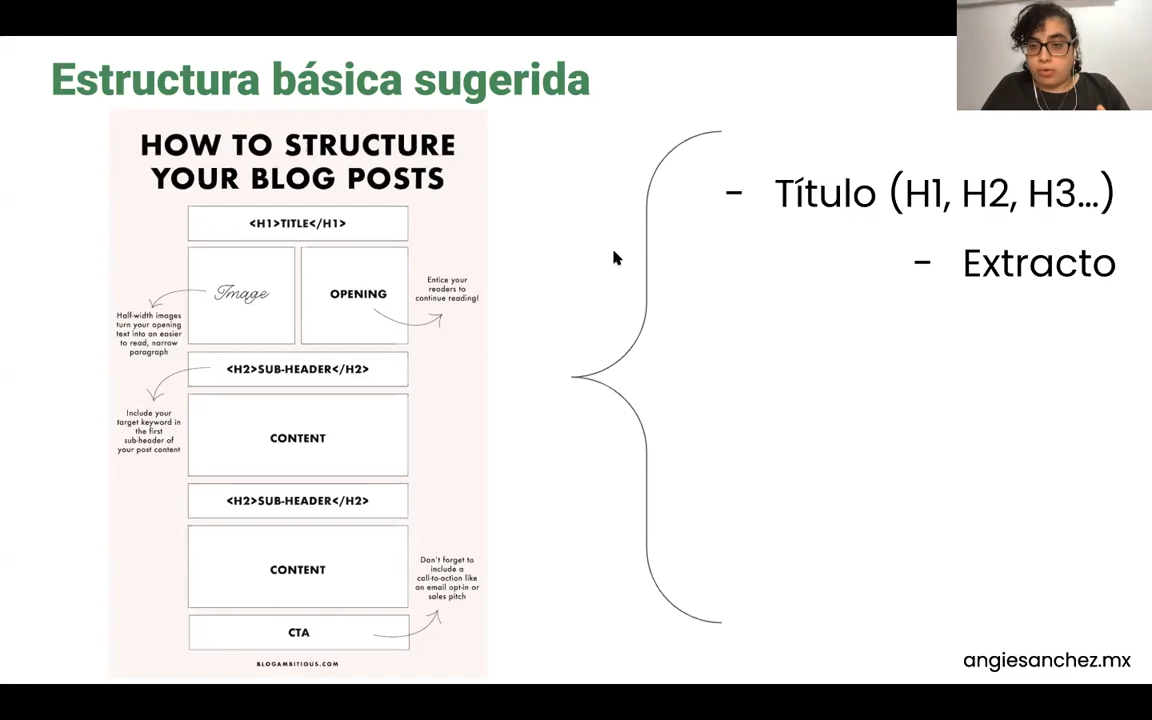 Estructura básica sugerida
HOW TO STRUCTURE
YOUR BLOG POSTS
<H1>TITLE</H1>
Image
OPENING
Entice your
readers to
continue reading!
Half-width images
turn your opening
text into an easier
to read, narrow
paragraph
<H2>SUB-HEADER</H2>
Include your
target keyword in
the first
sub-header of
your post content
CONTENT
<H2>SUB-HEADER</H2>
CONTENT
Don't forget to
include a
call-to-action like
an email opt-in or
sales pitch
CTA
BLOGAMBITIOUS.COM
- Título (H1, H2, H3...)
- Extracto
angiesanchez.mx